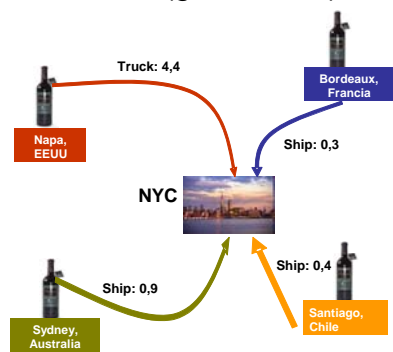 Truck: 4,4
Bordeaux,
Francia
Napa,
EEUU
Ship: 0,3
NYC
Ship: 0,4
Ship: 0,9
Santiago,
Chile
Sydney,
Australia